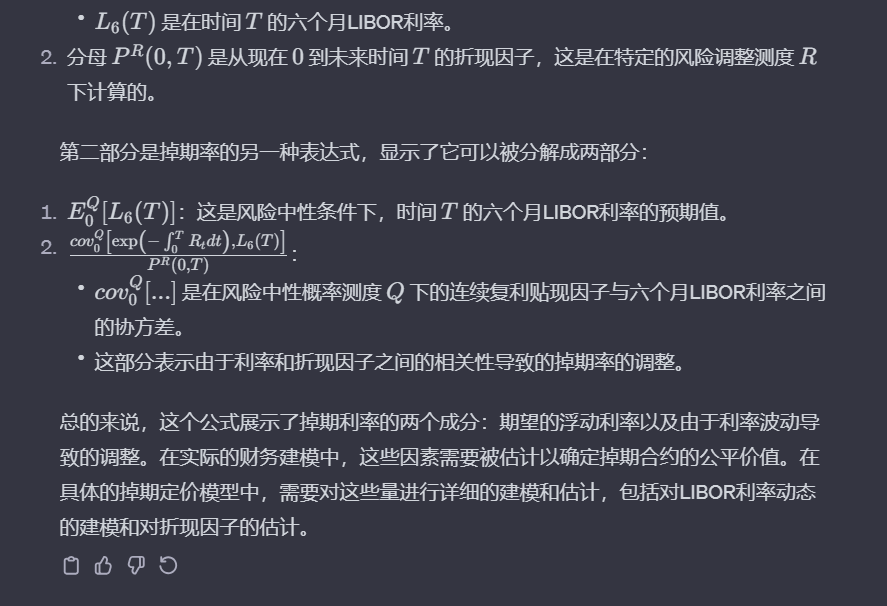 • L₆(T) 是在时间 T 的六个月LIBOR利率。
2. 分母 P^R(0, T) 是从现在 0 到未来时间 T 的折现因子，这是在特定的风险调整测度 R
下计算的。
第二部分是掉期率的另一种表达式，显示了它可以被分解成两部分：
1. E₀^Q[L₆(T)]：这是风险中性条件下，时间 T 的六个月LIBOR利率的预期值。
2. cov₀^Q[exp(−∫₀^T R_t dt),L₆(T)] / P^R(0,T)：
• cov₀^Q[...] 是在风险中性概率测度 Q 下的连续复利贴现因子与六个月LIBOR利率之间
的协方差。
• 这部分表示由于利率和折现因子之间的相关性导致的掉期率的调整。
总的来说，这个公式展示了掉期利率的两个成分：期望的浮动利率以及由于利率波动导
致的调整。在实际的财务建模中，这些因素需要被估计以确定掉期合约的公平价值。在
具体的掉期定价模型中，需要对这些量进行详细的建模和估计，包括对LIBOR利率动态
的建模和对折现因子的估计。